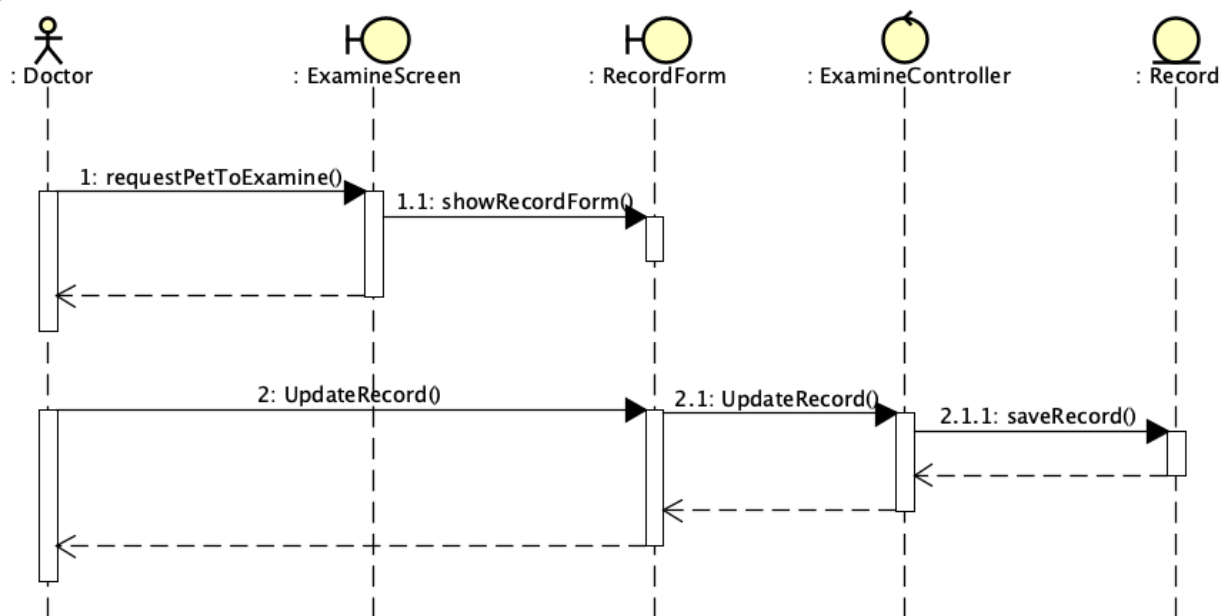 : Doctor
: ExamineScreen
: RecordForm
: ExamineController
: Record
1: requestPetToExamine()
1.1: showRecordForm()
2: UpdateRecord()
2.1: UpdateRecord()
2.1.1: saveRecord()